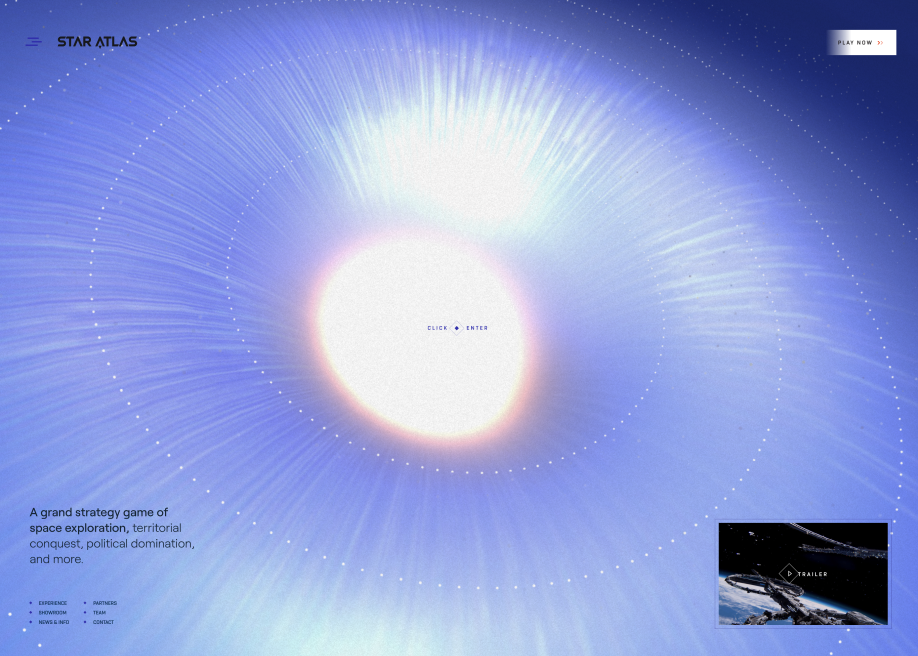 STAR ATLAS
PLAY NOW
CLICK ENTER
A grand strategy game of
space exploration, territorial
conquest, political domination,
and more.
EXPERIENCE
SHOWROOM
NEWS & INFO
PARTNERS
TEAM
CONTACT
TRAILER